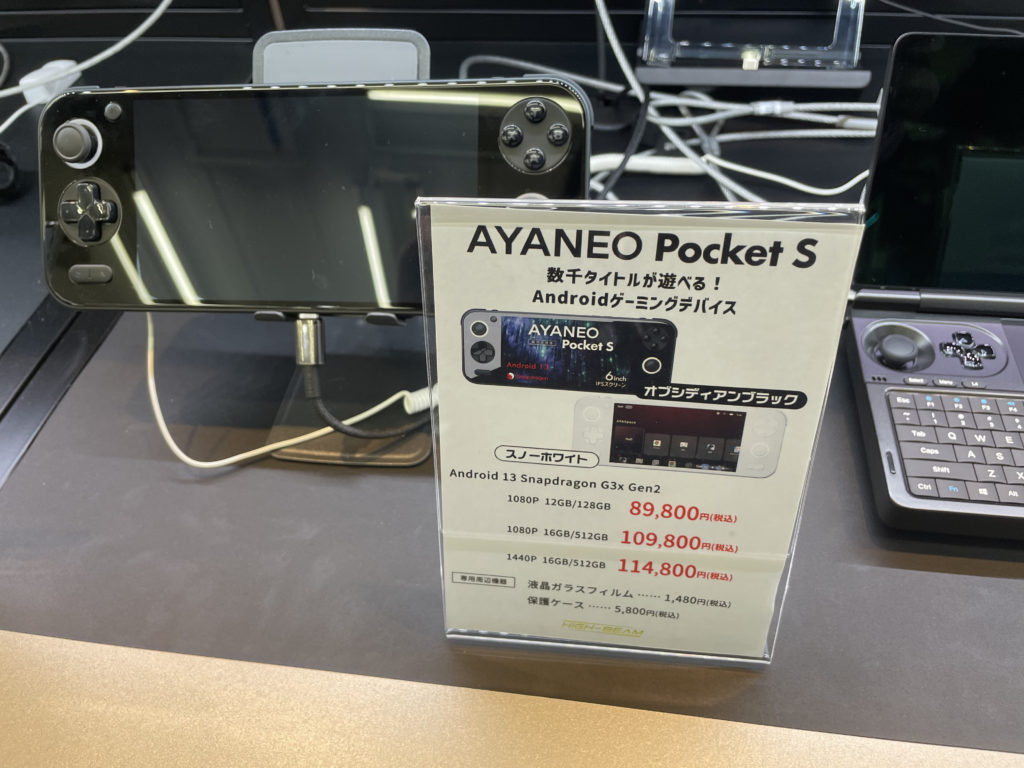 AYANEO Pocket S
数千タイトルが遊べる！
Androidゲーミングデバイス
AYANEO
Pocket S
Android 13
Snapdragon
6inch
IPSスクリーン
オブシディアンブラック
スノーホワイト
Android 13 Snapdragon G3x Gen2
1080P 12GB/128GB 89,800円(税込)
1080P 16GB/512GB 109,800円(税込)
1440P 16GB/512GB 114,800円(税込)
専用周辺機器 液晶ガラスフィルム …… 1,480円(税込)
保護ケース …… 5,800円(税込)
HIGH-BEAM
Select Menu
Esc F1 F2 F3 F4
Tab Q W E
Caps A S
Shift Z X
Ctrl Fn Alt